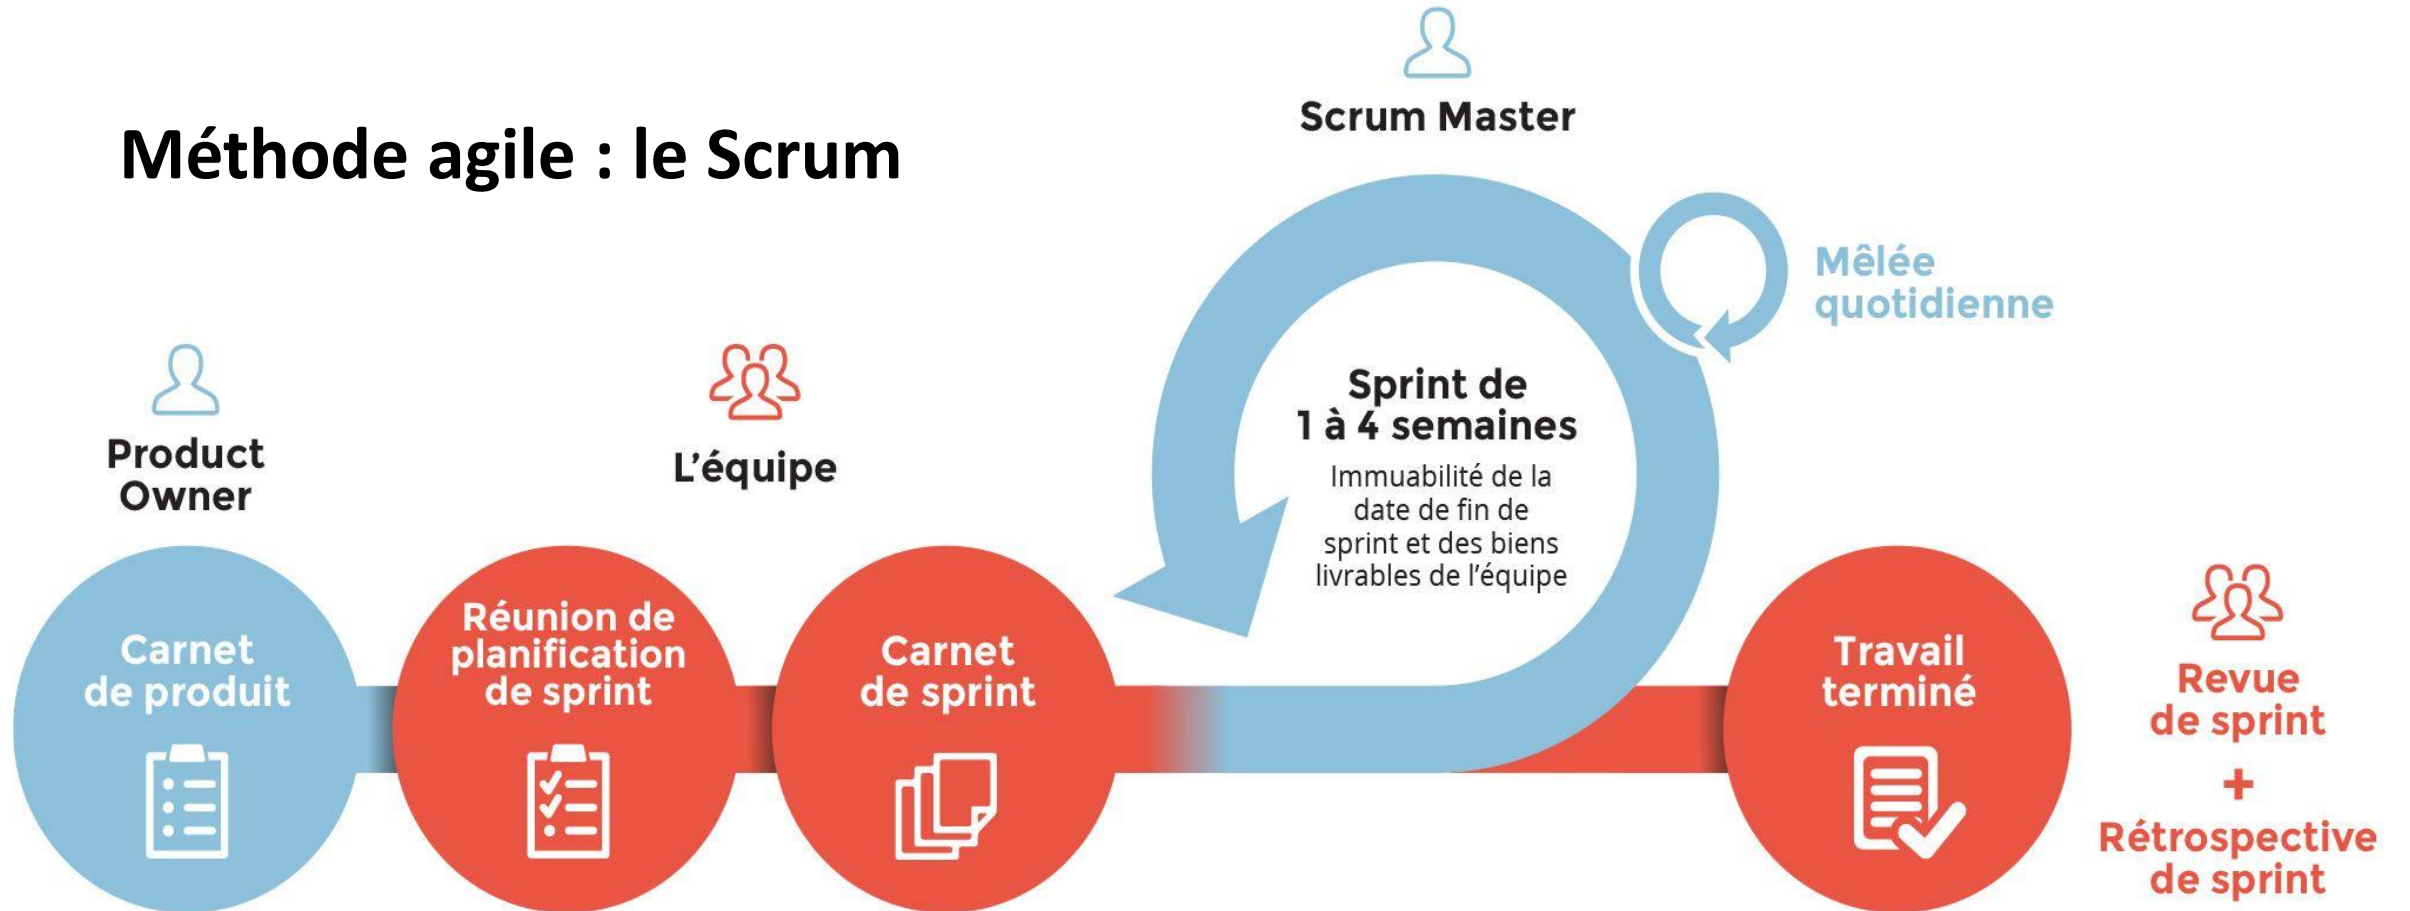 Méthode agile : le Scrum
Scrum Master
Mêlée
quotidienne
Product
Owner
L’équipe
Sprint de
1 à 4 semaines
Immuabilité de la
date de fin de
sprint et des biens
livrables de l’équipe
Carnet
de produit
Réunion de
planification
de sprint
Carnet
de sprint
Travail
terminé
Revue
de sprint
+
Rétrospective
de sprint